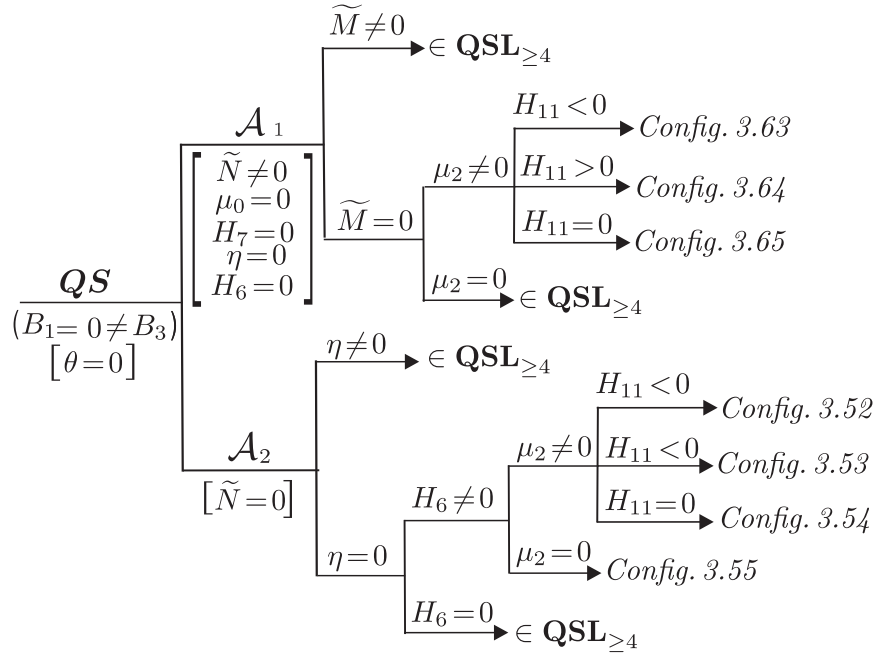 M̃≠0
∈ QSL≥4
H₁₁<0
Config. 3.63
𝒜₁
Ñ≠0
μ₀=0
H₇=0
η=0
H₆=0
μ₂≠0
H₁₁>0
Config. 3.64
M̃=0
H₁₁=0
Config. 3.65
μ₂=0
∈ QSL≥4
QS
(B₁=0≠B₃)
[θ=0]
η≠0
∈ QSL≥4
H₁₁<0
Config. 3.52
𝒜₂
[Ñ=0]
μ₂≠0
H₁₁<0
Config. 3.53
H₆≠0
H₁₁=0
Config. 3.54
η=0
μ₂=0
Config. 3.55
H₆=0
∈ QSL≥4